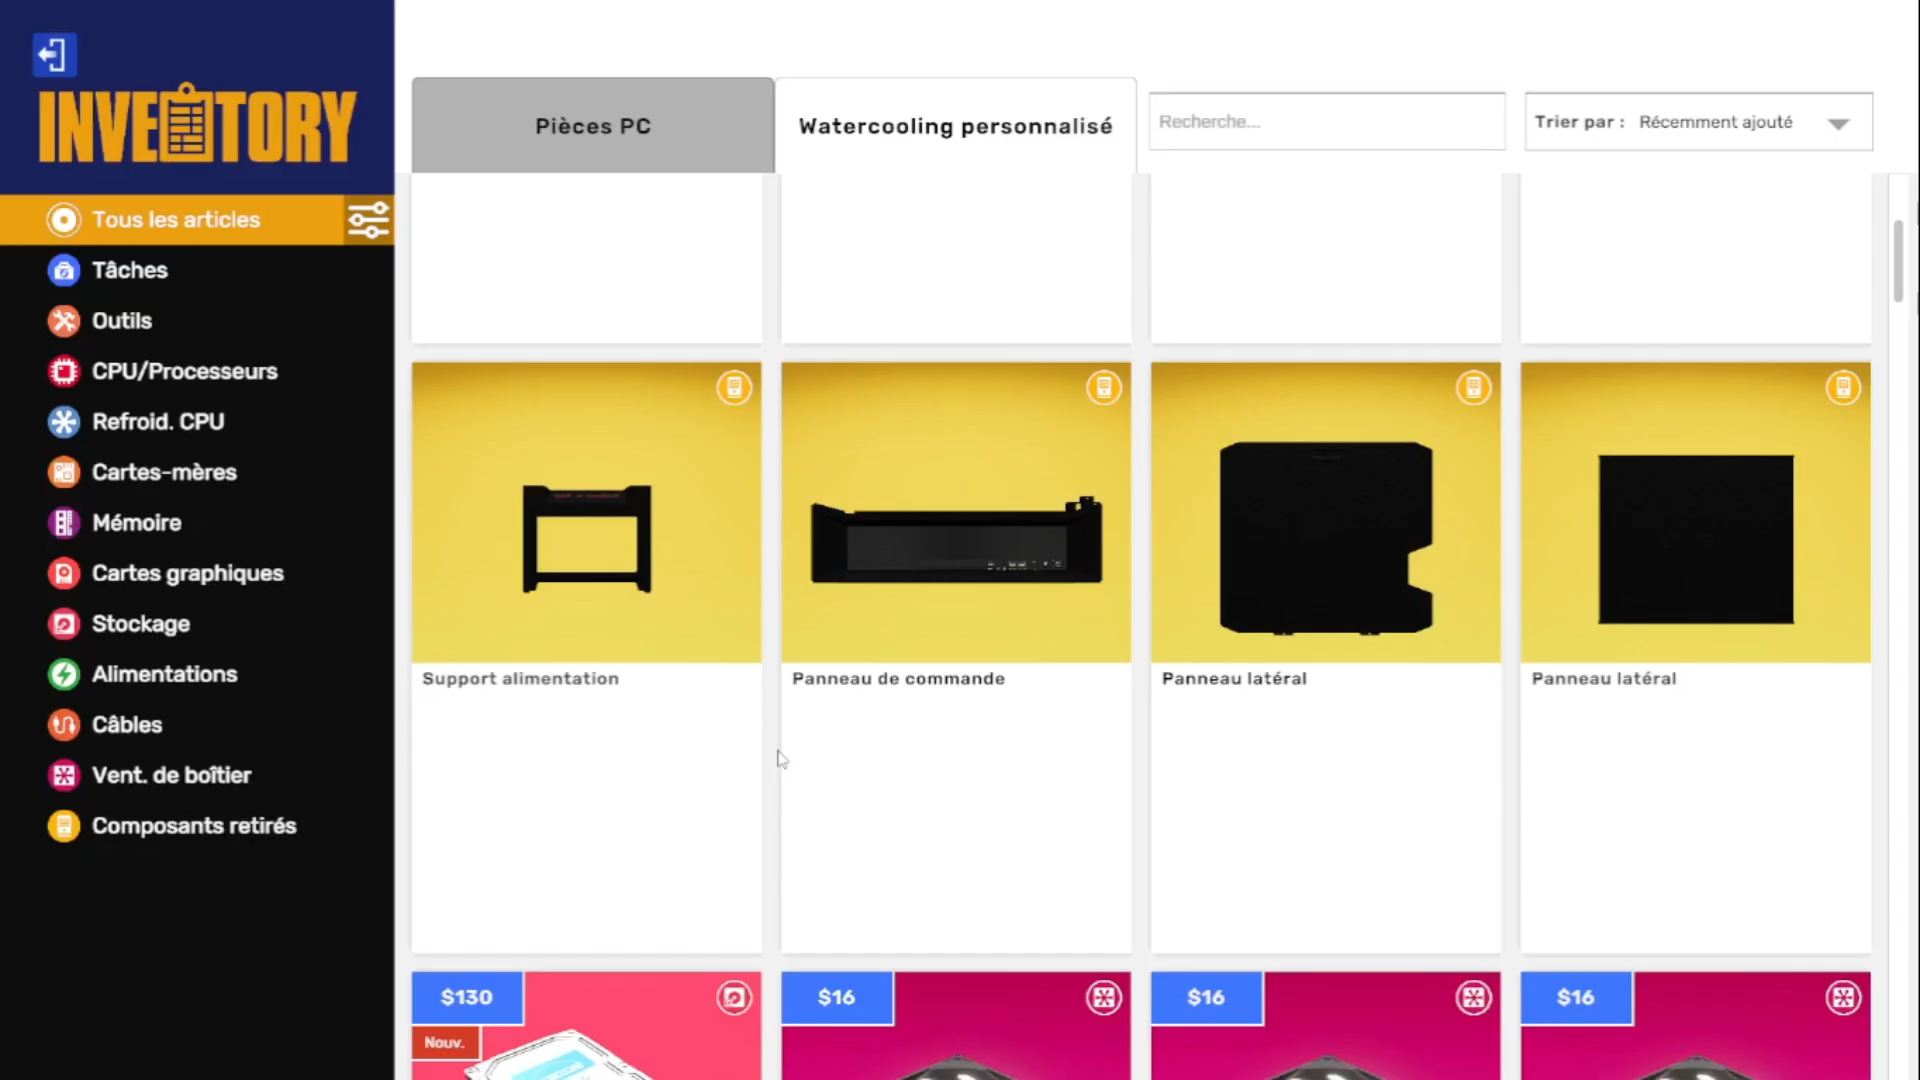 INVENTORY
Pièces PC
Watercooling personnalisé
Recherche...
Trier par : Récemment ajouté
Tous les articles
Tâches
Outils
CPU/Processeurs
Refroid. CPU
Cartes-mères
Mémoire
Cartes graphiques
Stockage
Alimentations
Câbles
Vent. de boîtier
Composants retirés
Support alimentation
Panneau de commande
Panneau latéral
Panneau latéral
$130
Nouv.
$16
$16
$16